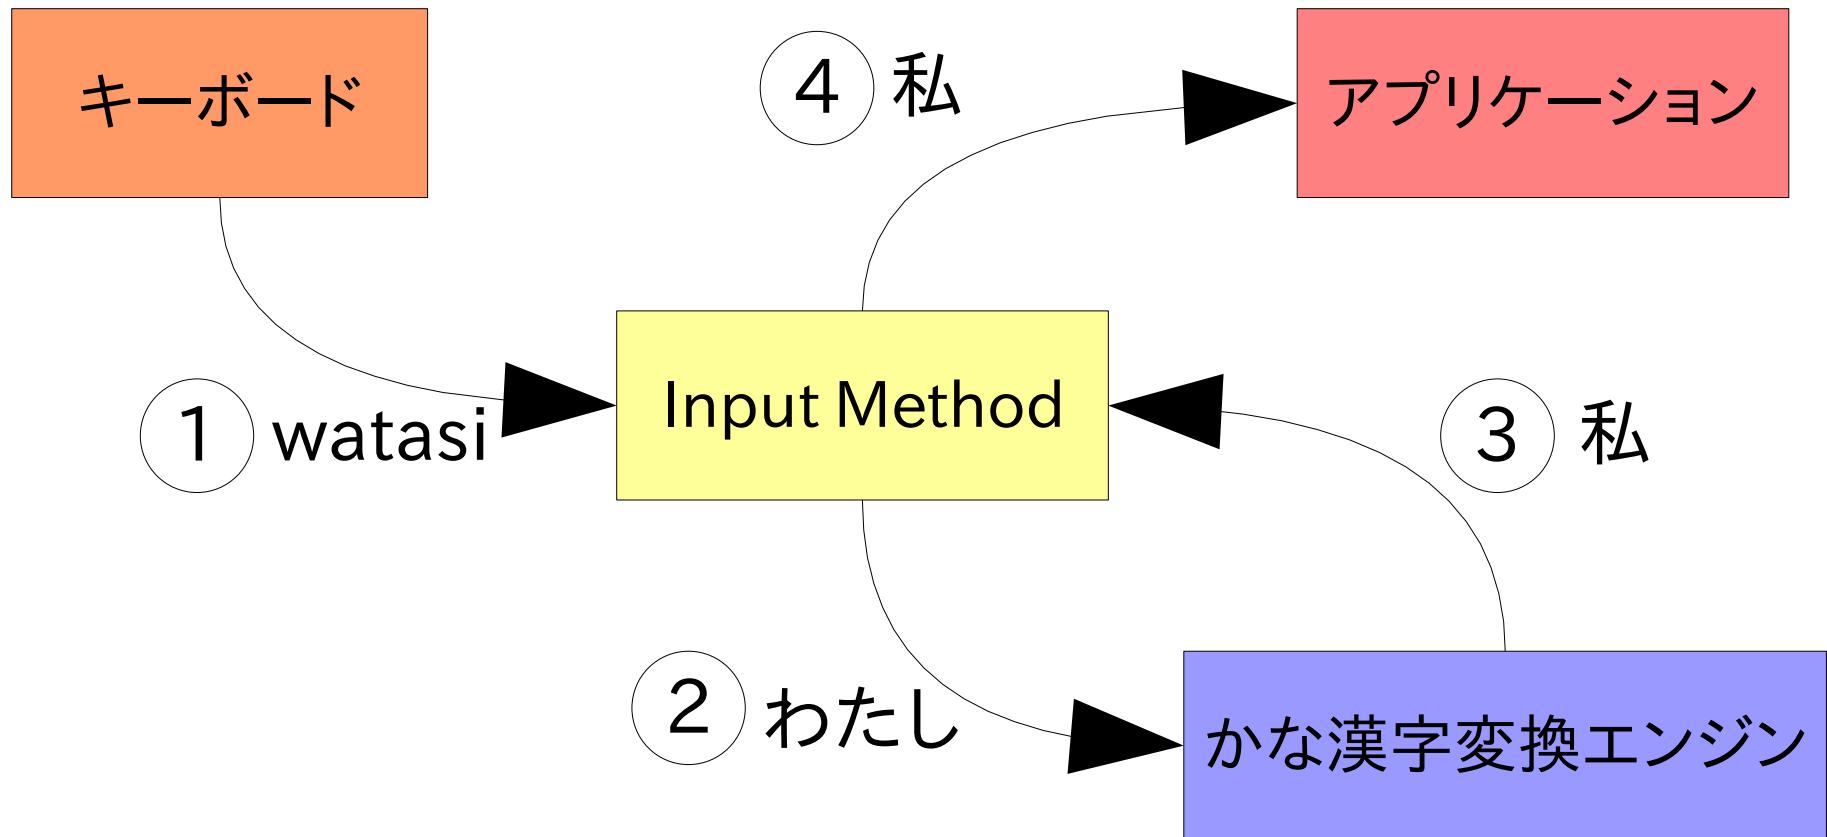 キーボード
④ 私
アプリケーション
① watasi
Input Method
③ 私
② わたし
かな漢字変換エンジン